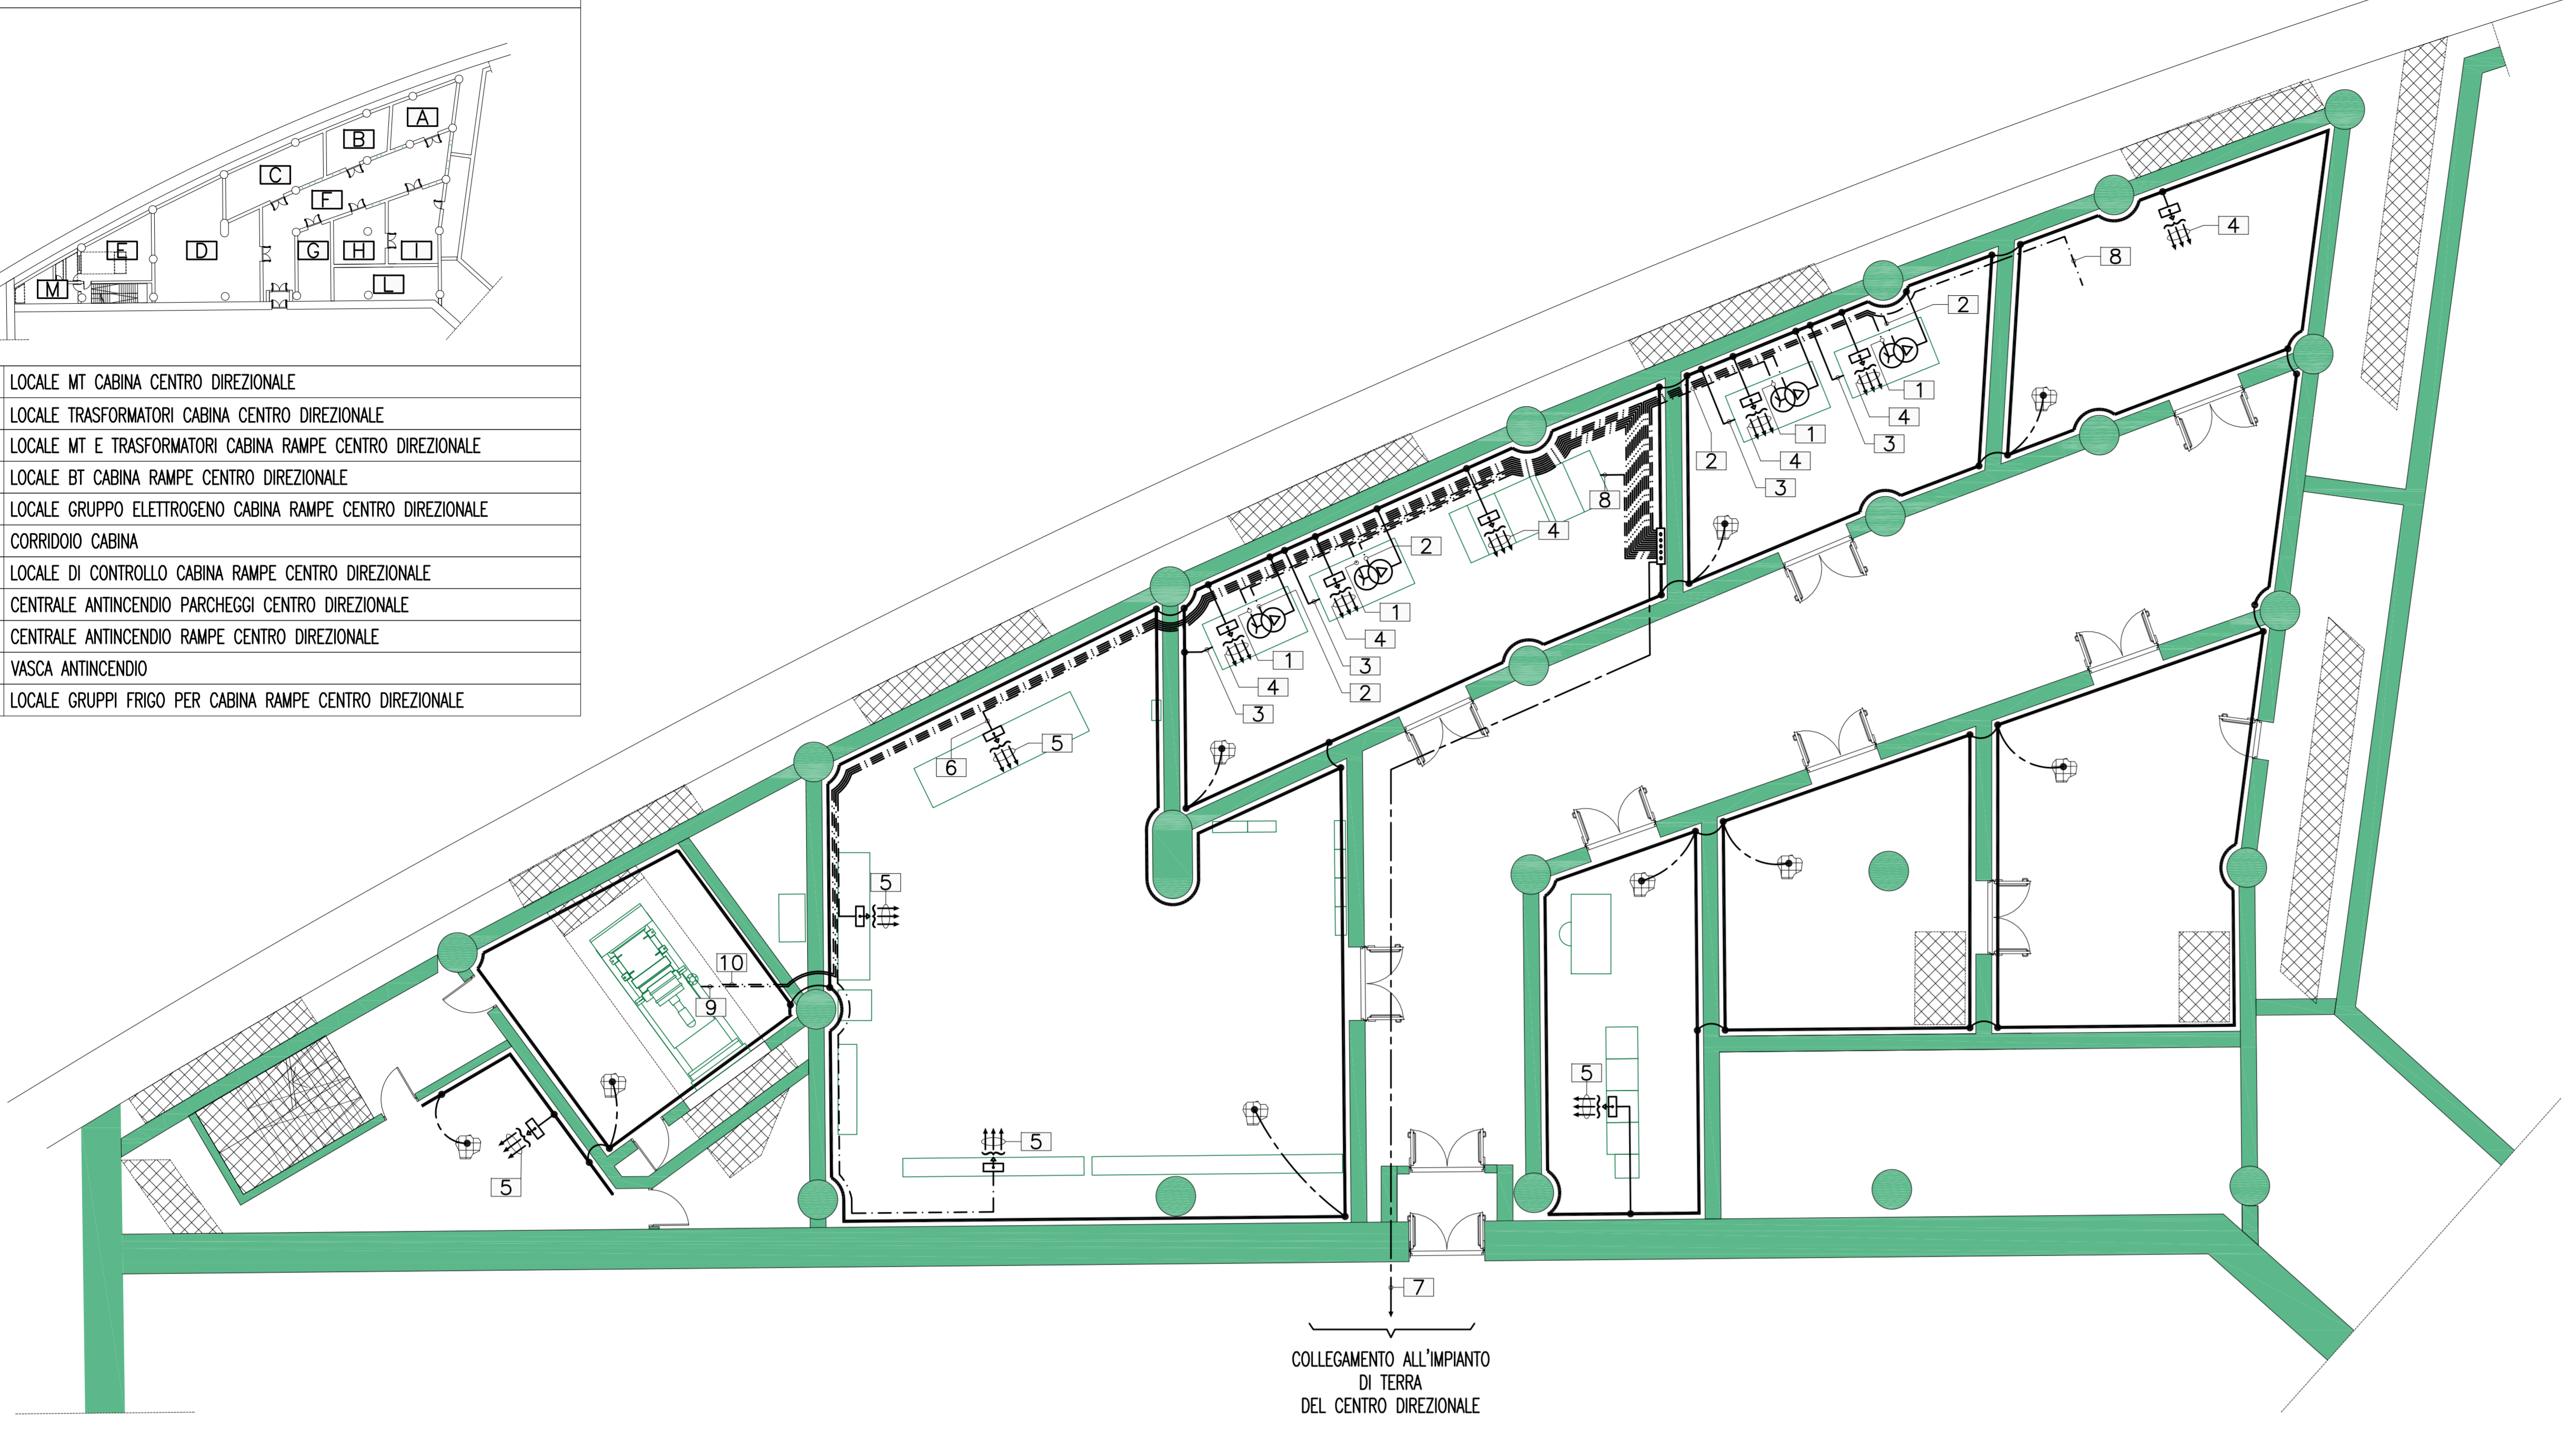 A
B
C
F
E
D
G
H
I
L
M
LOCALE MT CABINA CENTRO DIREZIONALE
LOCALE TRASFORMATORI CABINA CENTRO DIREZIONALE
LOCALE MT E TRASFORMATORI CABINA RAMPE CENTRO DIREZIONALE
LOCALE BT CABINA RAMPE CENTRO DIREZIONALE
LOCALE GRUPPO ELETTROGENO CABINA RAMPE CENTRO DIREZIONALE
CORRIDOIO CABINA
LOCALE DI CONTROLLO CABINA RAMPE CENTRO DIREZIONALE
CENTRALE ANTINCENDIO PARCHEGGI CENTRO DIREZIONALE
CENTRALE ANTINCENDIO RAMPE CENTRO DIREZIONALE
VASCA ANTINCENDIO
LOCALE GRUPPI FRIGO PER CABINA RAMPE CENTRO DIREZIONALE
4
8
2
1
4
3
1
4
2
3
8
4
2
1
4
3
2
1
4
3
5
6
5
10
9
5
5
5
7
COLLEGAMENTO ALL'IMPIANTO
DI TERRA
DEL CENTRO DIREZIONALE